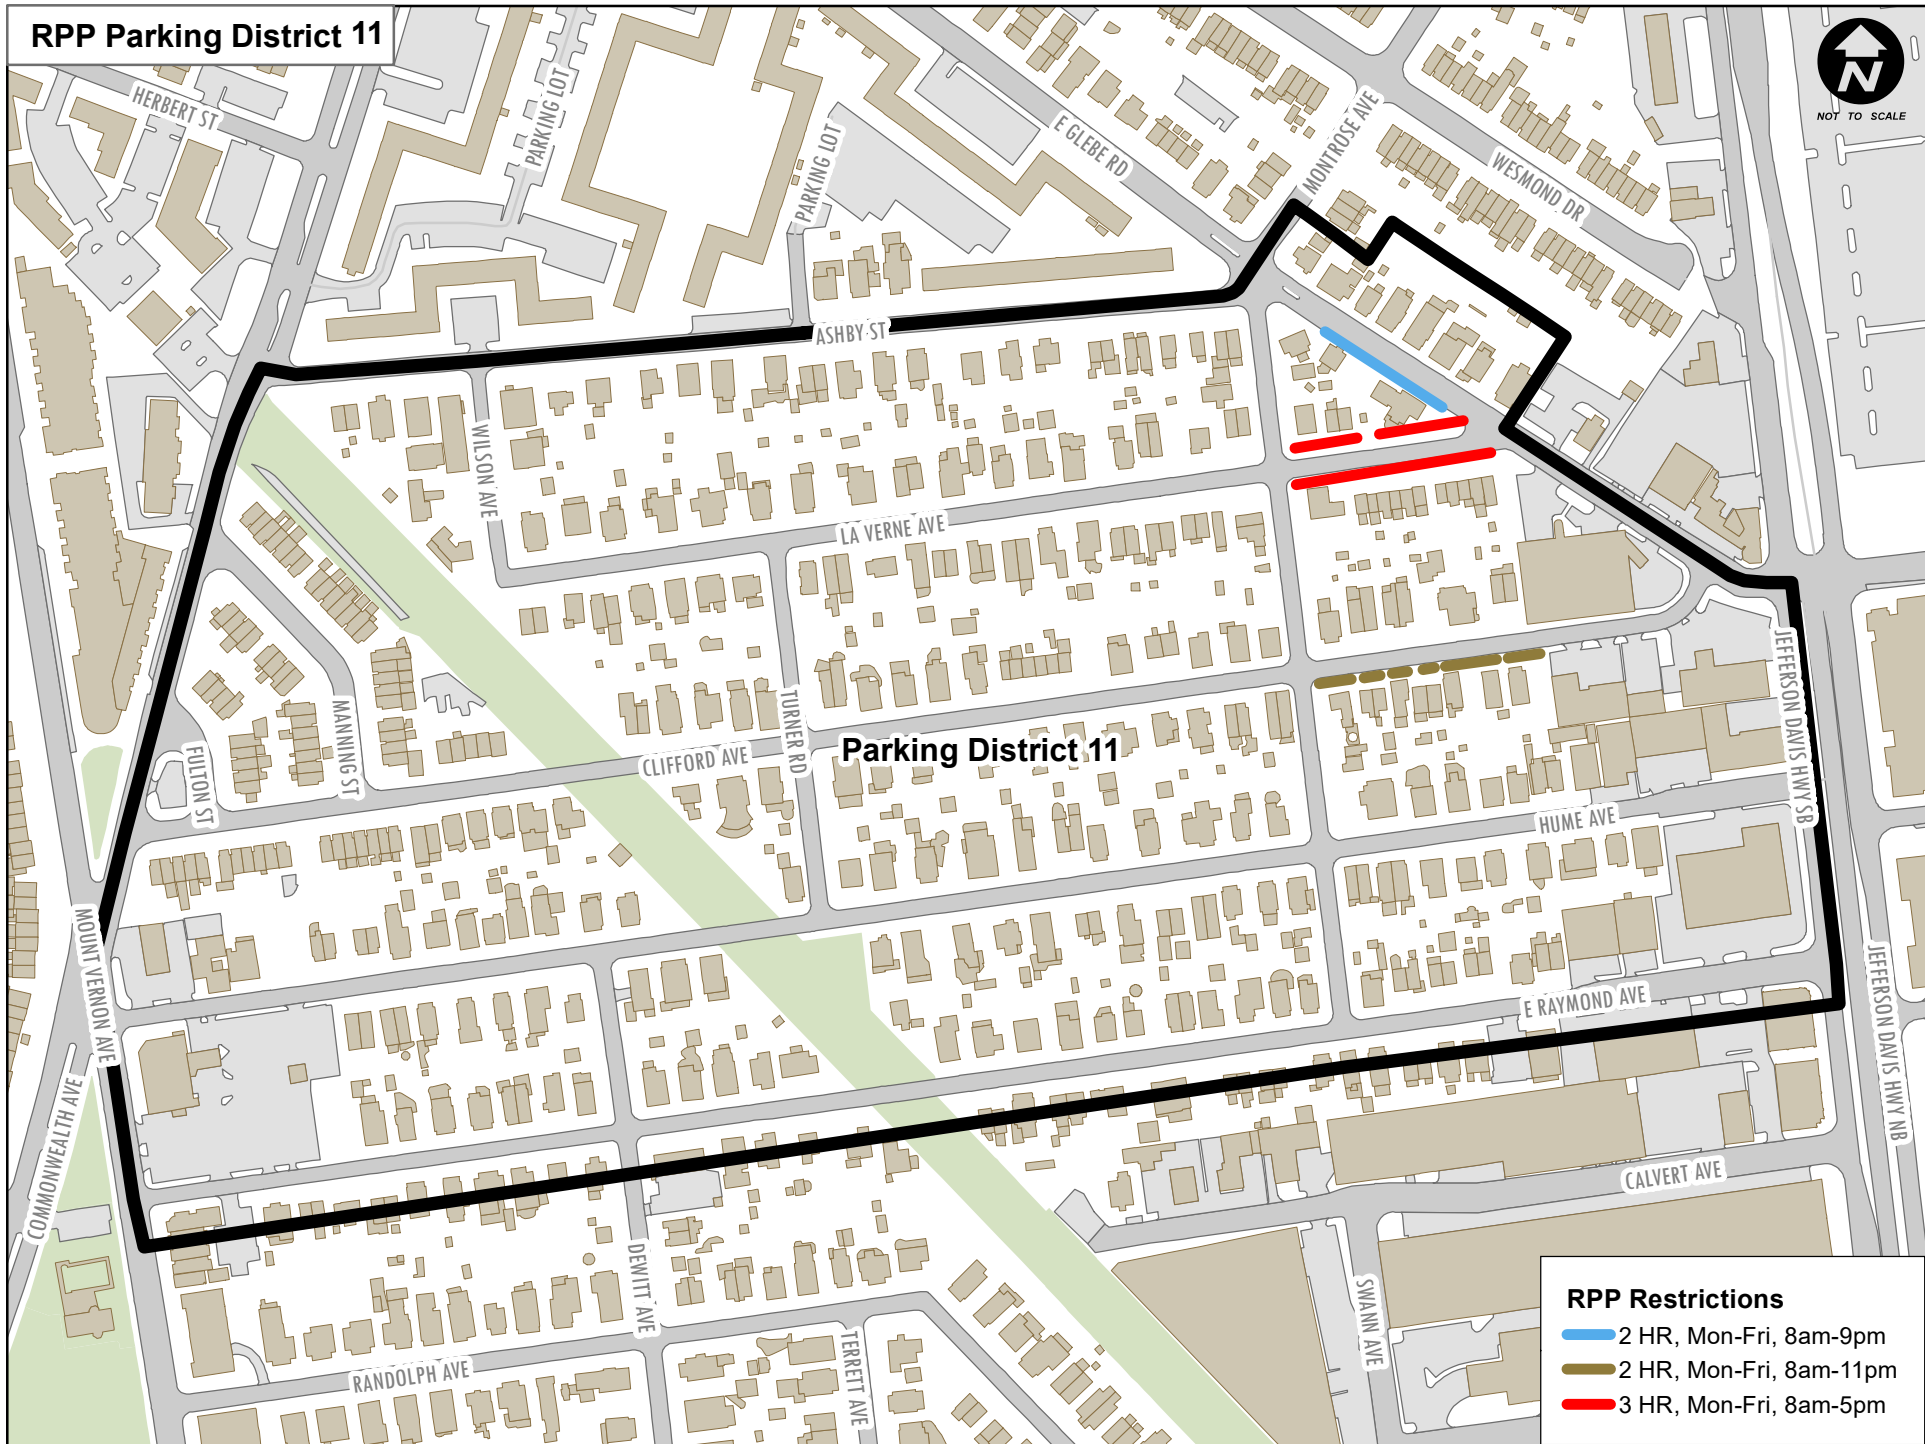 RPP Parking District 11
N
NOT TO SCALE
HERBERT ST
PARKING LOT
PARKING LOT
E GLEBE RD
MONTROSE AVE
WESMOND DR
ASHBY ST
WILSON AVE
LA VERNE AVE
JEFFERSON DAVIS HWY SB
MANNING ST
FULTON ST
TURNER RD
CLIFFORD AVE
Parking District 11
HUME AVE
MOUNT VERNON AVE
E RAYMOND AVE
JEFFERSON DAVIS HWY NB
COMMONWEALTH AVE
CALVERT AVE
DEWITT AVE
SWANN AVE
TERRETT AVE
RANDOLPH AVE
RPP Restrictions
2 HR, Mon-Fri, 8am-9pm
2 HR, Mon-Fri, 8am-11pm
3 HR, Mon-Fri, 8am-5pm